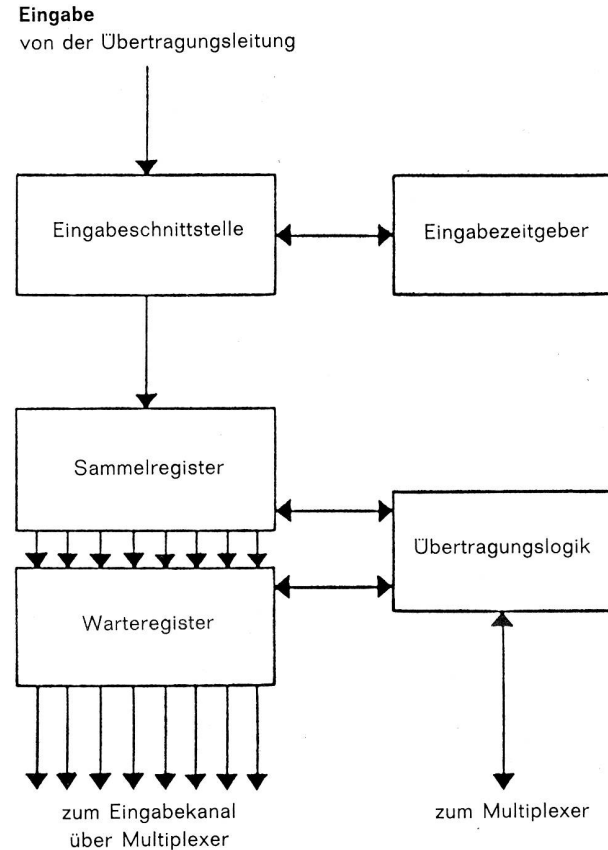 Eingabe
von der Übertragungsleitung
Eingabeschnittstelle
Eingabezeitgeber
Sammelregister
Übertragungslogik
Warteregister
zum Eingabekanal
über Multiplexer
zum Multiplexer